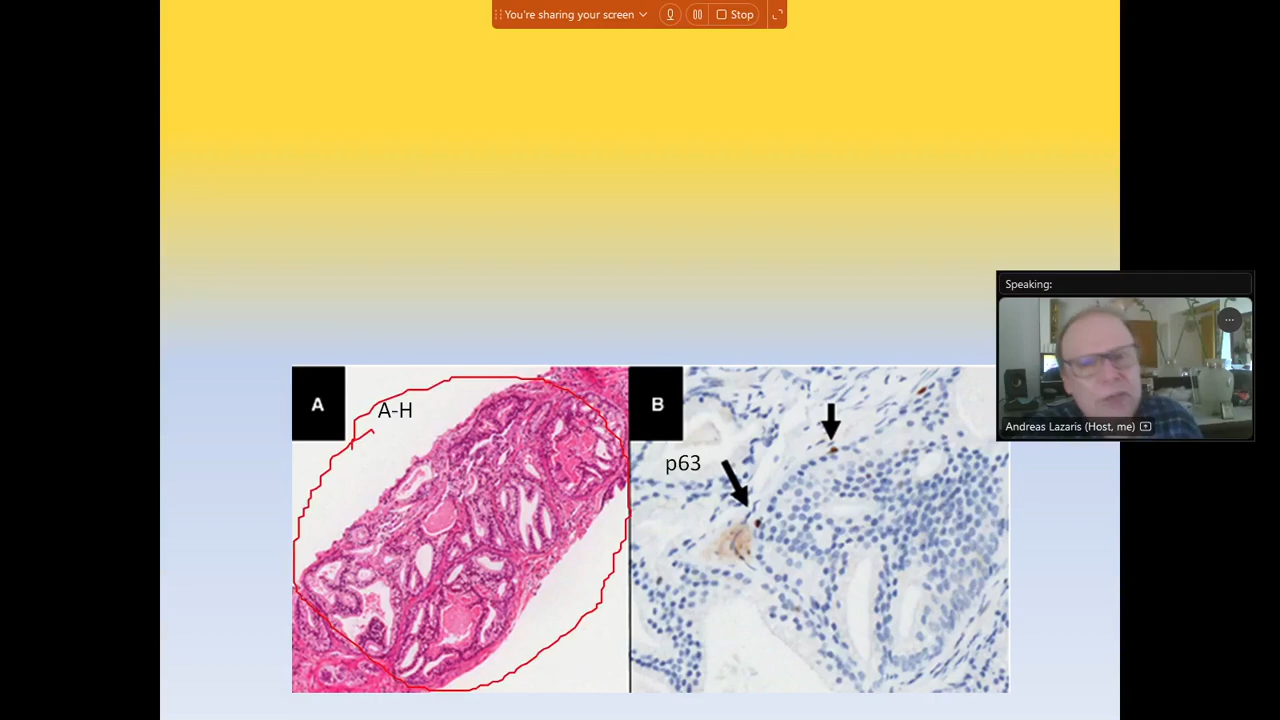 You're sharing your screen
Stop
Speaking:
A
A-H
B
p63
Andreas Lazaris (Host, me)